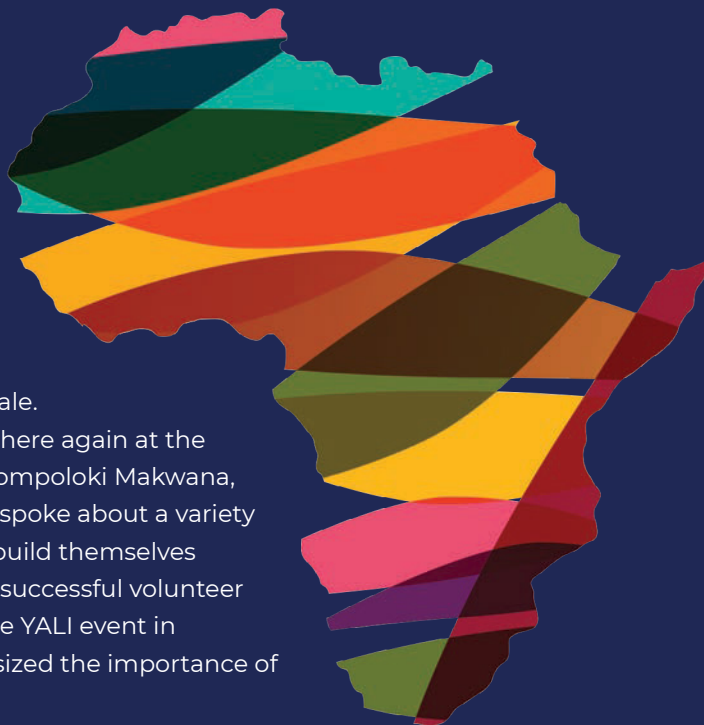 ale.
here again at the
ompoloki Makwana,
spoke about a variety
build themselves
successful volunteer
e YALI event in
sized the importance of